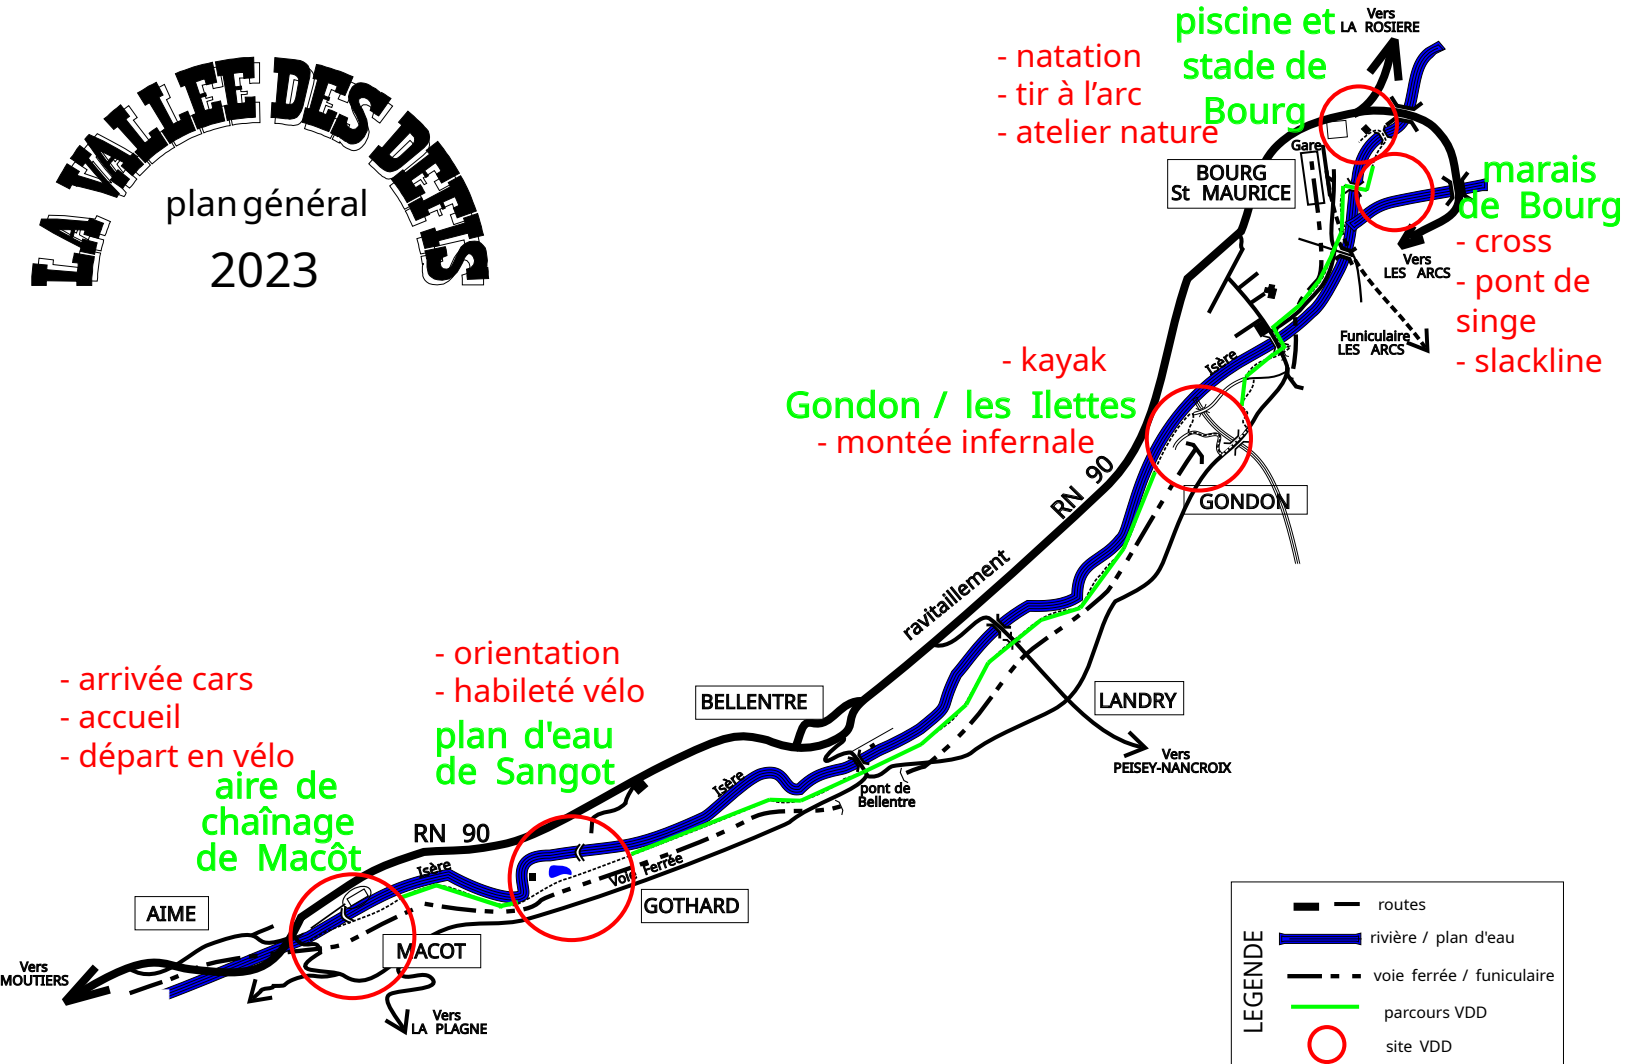 LA VALLEE DES DEFIS
plan général
2023
piscine et
stade de
Bourg
Vers
LA ROSIERE
- natation
- tir à l’arc
- atelier nature
Gare
BOURG
St MAURICE
marais
de Bourg
- cross
- pont de
singe
- slackline
Vers
LES ARCS
Funiculaire
LES ARCS
Isère
- kayak
Gondon / les Ilettes
- montée infernale
RN 90
GONDON
ravitaillement
- orientation
- habileté vélo
plan d'eau
de Sangot
BELLENTRE
LANDRY
Vers
PEISEY-NANCROIX
pont de
Bellentre
Isère
- arrivée cars
- accueil
- départ en vélo
aire de
chaînage
de Macôt
RN 90
Isère
Voie Ferrée
GOTHARD
AIME
MACOT
Vers
MOUTIERS
Vers
LA PLAGNE
LEGENDE
routes
rivière / plan d'eau
voie ferrée / funiculaire
parcours VDD
site VDD